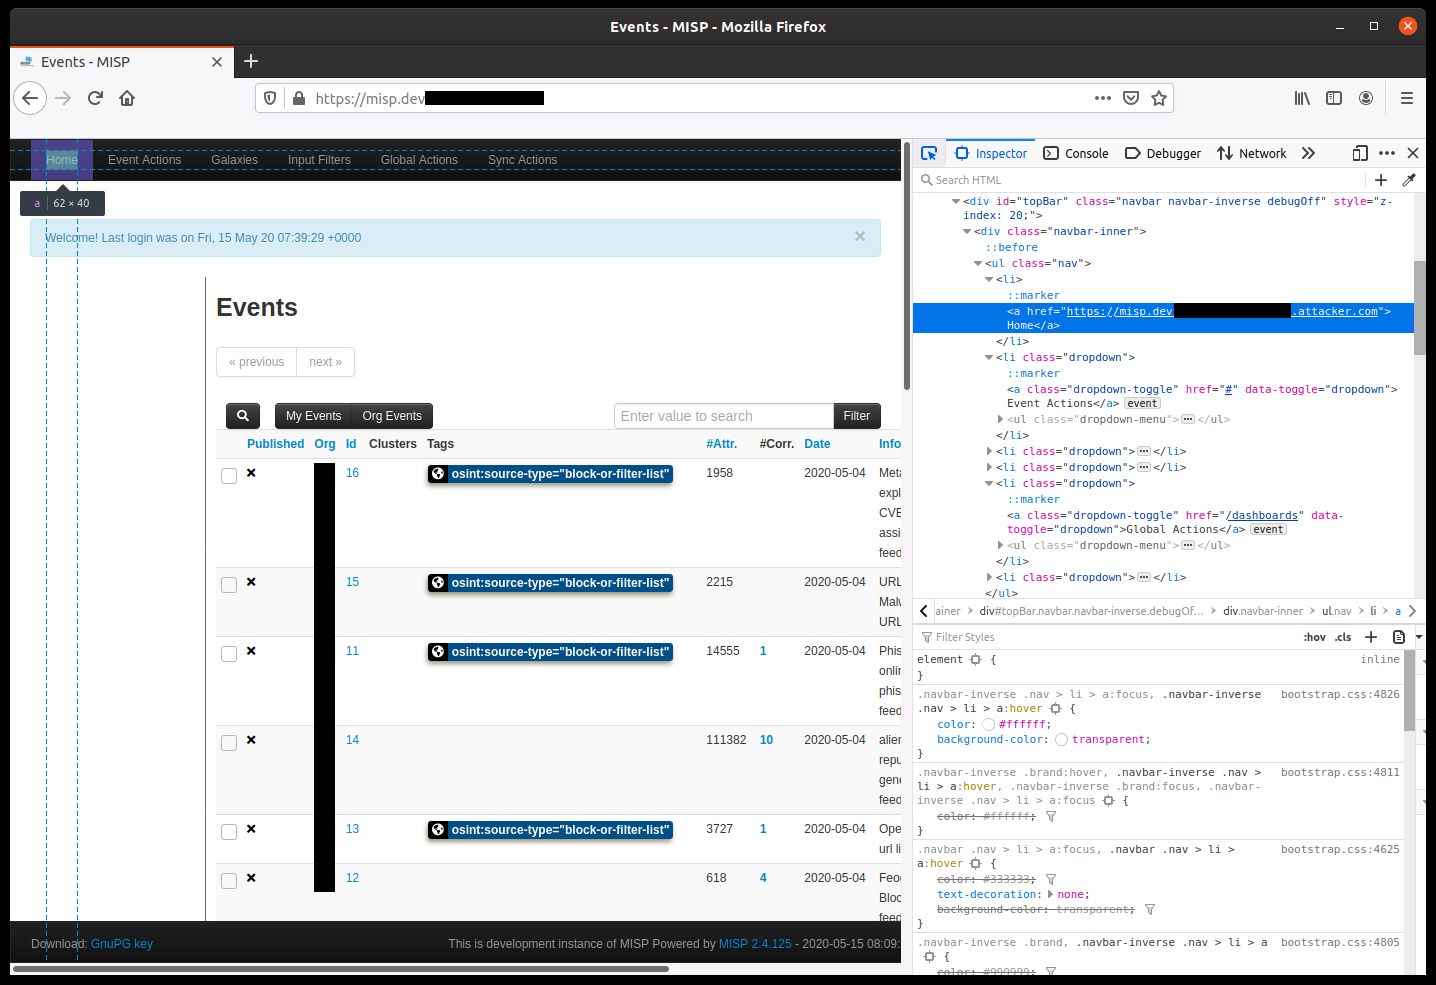 Events - MISP - Mozilla Firefox
Events - MISP
https://misp.dev
Home Event Actions Galaxies Input Filters Global Actions Sync Actions
a 62 × 40
Welcome! Last login was on Fri, 15 May 20 07:39:29 +0000
Events
« previous next »
My Events Org Events Enter value to search Filter
Published Org Id Clusters Tags #Attr. #Corr. Date Info
16 osint:source-type="block-or-filter-list" 1958 2020-05-04 Meta
expl
CVE
assi
feed
15 osint:source-type="block-or-filter-list" 2215 2020-05-04 URL
Malv
URL
11 osint:source-type="block-or-filter-list" 14555 1 2020-05-04 Phis
onlin
phis
feed
14 111382 10 2020-05-04 alien
repu
gene
feed
13 osint:source-type="block-or-filter-list" 3727 1 2020-05-04 Ope
url li
12 618 4 2020-05-04 Feod
Bloc
feed
Download: GnuPG key This is development instance of MISP Powered by MISP 2.4.125 - 2020-05-15 08:09:
Inspector Console Debugger Network
Search HTML
<div id="topBar" class="navbar navbar-inverse debugOff" style="z-
index: 20;">
<div class="navbar-inner">
::before
<ul class="nav">
<li>
::marker
<a href="https://misp.dev .attacker.com">
Home</a>
</li>
<li class="dropdown">
::marker
<a class="dropdown-toggle" href="#" data-toggle="dropdown">
Event Actions</a> event
<ul class="dropdown-menu"> ••• </ul>
</li>
<li class="dropdown"> ••• </li>
<li class="dropdown"> ••• </li>
<li class="dropdown">
::marker
<a class="dropdown-toggle" href="/dashboards" data-
toggle="dropdown">Global Actions</a> event
<ul class="dropdown-menu"> ••• </ul>
</li>
<li class="dropdown"> ••• </li>
</ul>
ainer > div#topBar.navbar.navbar-inverse.debugOf… > div.navbar-inner > ul.nav > li > a
Filter Styles :hov .cls
element { inline
}
.navbar-inverse .nav > li > a:focus, .navbar-inverse bootstrap.css:4826
.nav > li > a:hover {
color: #ffffff;
background-color: transparent;
}
.navbar-inverse .brand:hover, .navbar-inverse .nav > bootstrap.css:4811
li > a:hover, .navbar-inverse .brand:focus, .navbar-
inverse .nav > li > a:focus {
color: #ffffff;
}
.navbar .nav > li > a:focus, .navbar .nav > li > bootstrap.css:4625
a:hover {
color: #333333;
text-decoration: none;
background-color: transparent;
}
.navbar-inverse .brand, .navbar-inverse .nav > li > a bootstrap.css:4805
{
color: #999999;